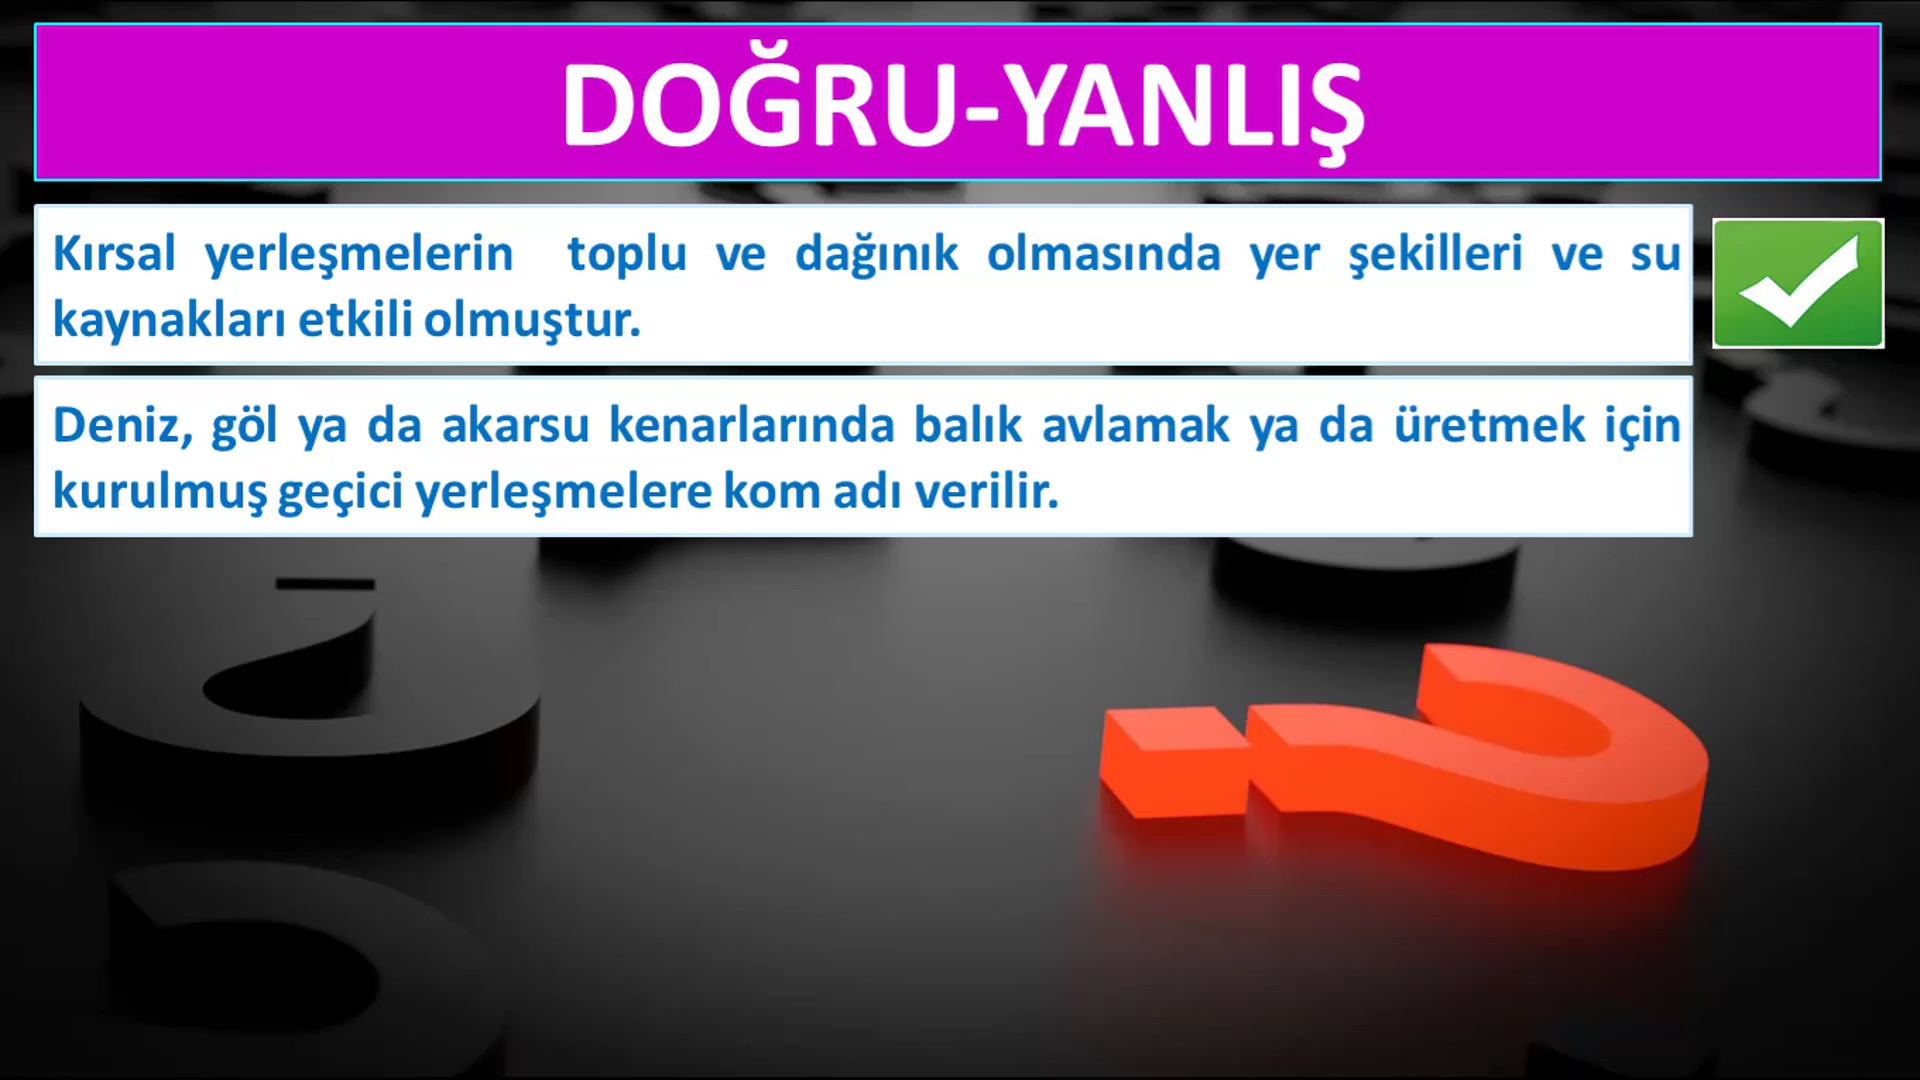 DOĞRU-YANLIŞ
Kırsal yerleşmelerin toplu ve dağınık olmasında yer şekilleri ve su
kaynakları etkili olmuştur.
Deniz, göl ya da akarsu kenarlarında balık avlamak ya da üretmek için
kurulmuş geçici yerleşmelere kom adı verilir.